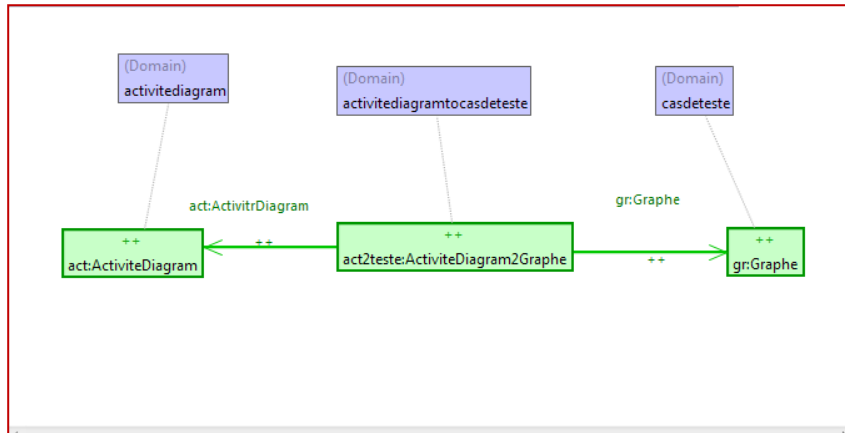 (Domain)
activitediagram
(Domain)
activitediagramtocasdeteste
(Domain)
casdeteste
act:ActivitrDiagram
gr:Graphe
++
act:ActiviteDiagram
++
++
act2teste:ActiviteDiagram2Graphe
++
++
gr:Graphe